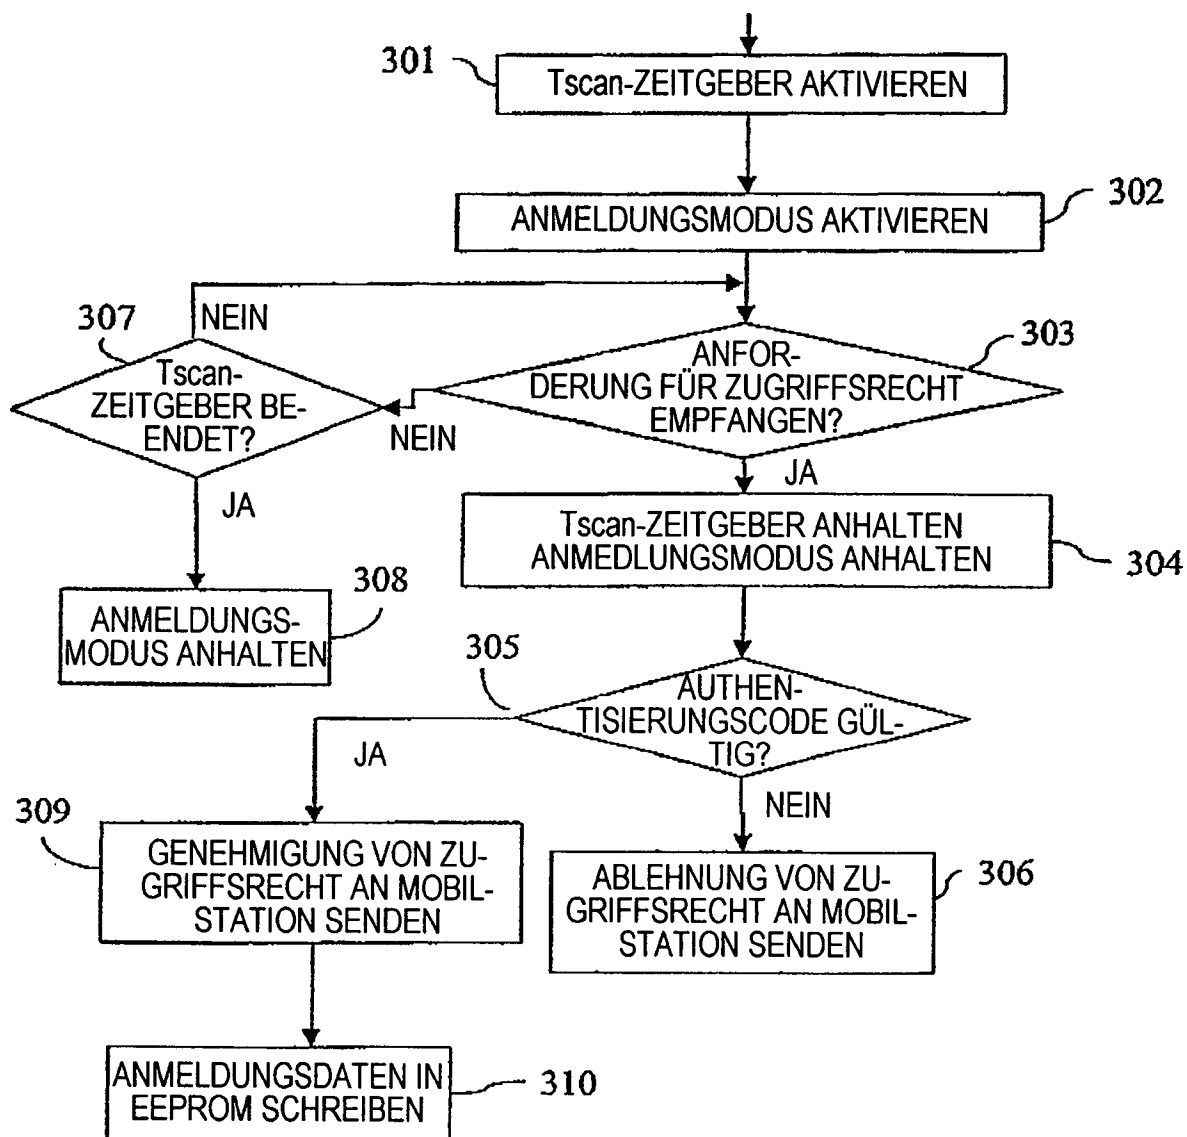 301
Tscan-ZEITGEBER AKTIVIEREN
302
ANMELDUNGSMODUS AKTIVIEREN
307
NEIN
303
Tscan-
ZEITGEBER BE-
ENDET?
ANFOR-
DERUNG FÜR ZUGRIFFSRECHT
EMPFANGEN?
NEIN
JA
JA
Tscan-ZEITGEBER ANHALTEN
ANMEDLUNGSMODUS ANHALTEN
304
308
ANMELDUNGS-
MODUS ANHALTEN
305
AUTHEN-
TISIERUNGSCODE GÜL-
TIG?
JA
NEIN
309
GENEHMIGUNG VON ZU-
GRIFFSRECHT AN MOBIL-
STATION SENDEN
306
ABLEHNUNG VON ZU-
GRIFFSRECHT AN MOBIL-
STATION SENDEN
ANMELDUNGSDATEN IN
EEPROM SCHREIBEN
310